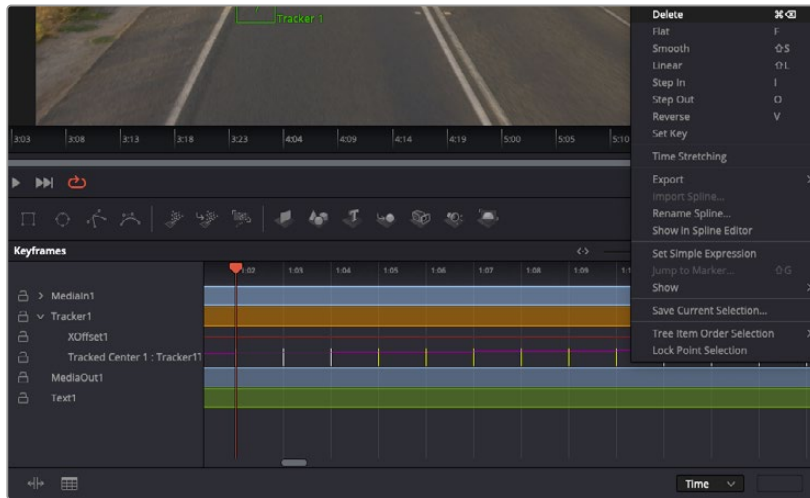 Tracker 1
Delete ⌘⌫
Flat F
Smooth ⇧S
Linear ⇧L
Step In I
Step Out O
Reverse V
Set Key
Time Stretching
Export
Import Spline...
Rename Spline...
Show in Spline Editor
Set Simple Expression
Jump to Marker... ⇧G
Show
Save Current Selection...
Tree Item Order Selection
Lock Point Selection
3:03 3:08 3:13 3:18 3:23 4:04 4:09 4:14 4:19 5:00 5:05 5:10
Keyframes
1:02 1:03 1:04 1:05 1:06 1:07 1:08 1:09
MediaIn1
Tracker1
XOffset1
Tracked Center 1 : Tracker1
MediaOut1
Text1
Time